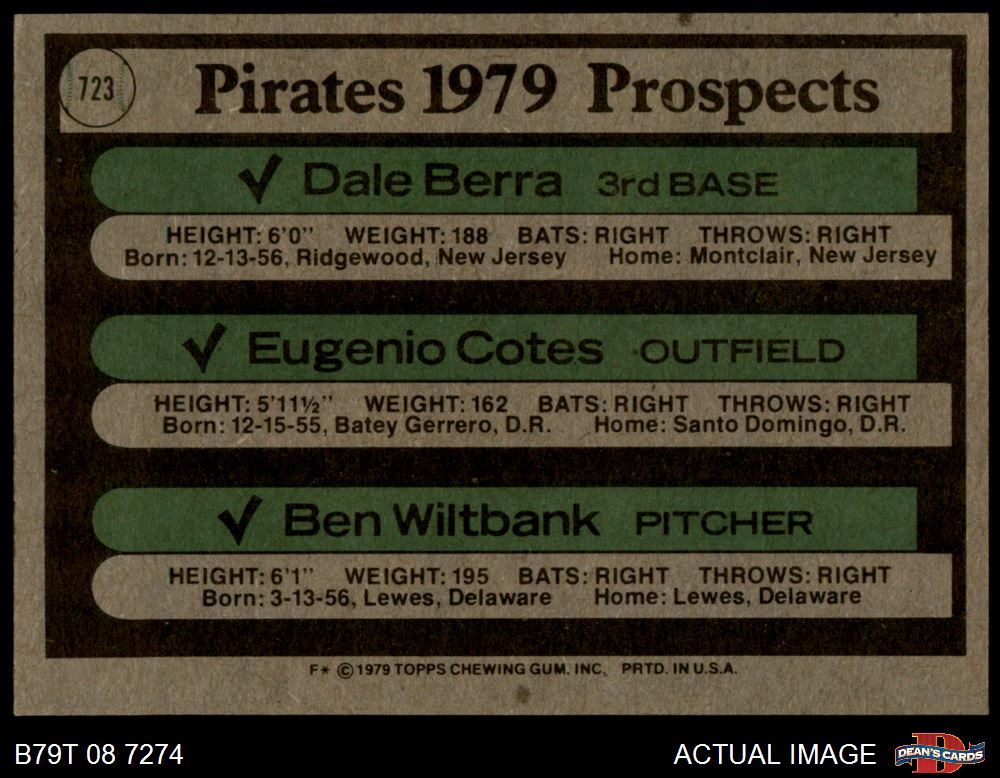 723
Pirates 1979 Prospects
✓ Dale Berra 3rd BASE
HEIGHT: 6'0" WEIGHT: 188 BATS: RIGHT THROWS: RIGHT
Born: 12-13-56, Ridgewood, New Jersey Home: Montclair, New Jersey
✓ Eugenio Cotes OUTFIELD
HEIGHT: 5'11½" WEIGHT: 162 BATS: RIGHT THROWS: RIGHT
Born: 12-15-55, Batey Gerrero, D.R. Home: Santo Domingo, D.R.
✓ Ben Wiltbank PITCHER
HEIGHT: 6'1" WEIGHT: 195 BATS: RIGHT THROWS: RIGHT
Born: 3-13-56, Lewes, Delaware Home: Lewes, Delaware
F* © 1979 TOPPS CHEWING GUM. INC. PRTD. IN U.S.A.
B79T 08 7274
ACTUAL IMAGE
D
DEAN'S CARDS